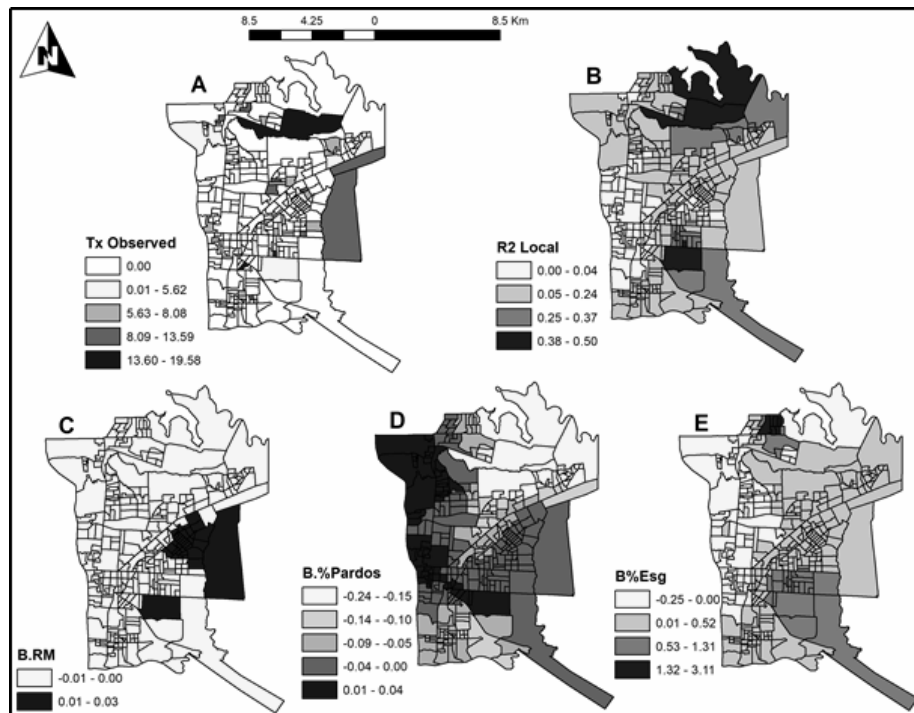 8.5 4.25 0 8.5 Km
N
A
Tx Observed
0.00
0.01 - 5.62
5.63 - 8.08
8.09 - 13.59
13.60 - 19.58
B
R2 Local
0.00 - 0.04
0.05 - 0.24
0.25 - 0.37
0.38 - 0.50
C
B.RM
-0.01 - 0.00
0.01 - 0.03
D
B.%Pardos
-0.24 - -0.15
-0.14 - -0.10
-0.09 - -0.05
-0.04 - 0.00
0.01 - 0.04
E
B%Esg
-0.25 - 0.00
0.01 - 0.52
0.53 - 1.31
1.32 - 3.11